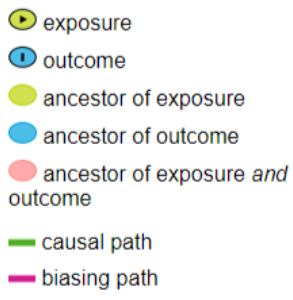 exposure
outcome
ancestor of exposure
ancestor of outcome
ancestor of exposure and
outcome
causal path
biasing path